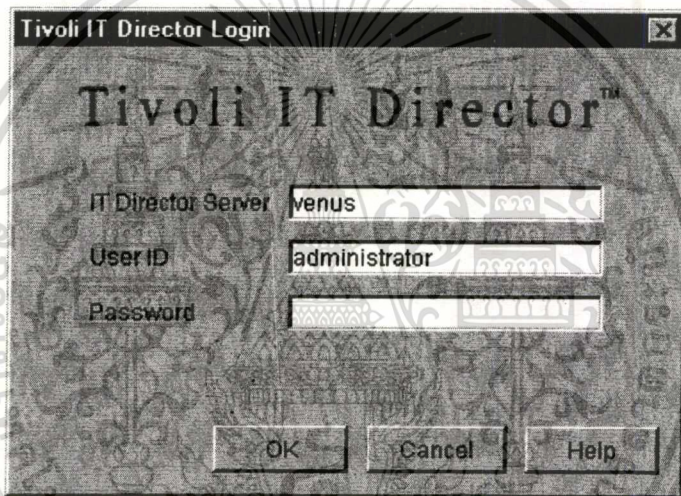 Tivoli IT Director Login
Tivoli IT Director™
IT Director Server venus
User ID administrator
Password
OK Cancel Help